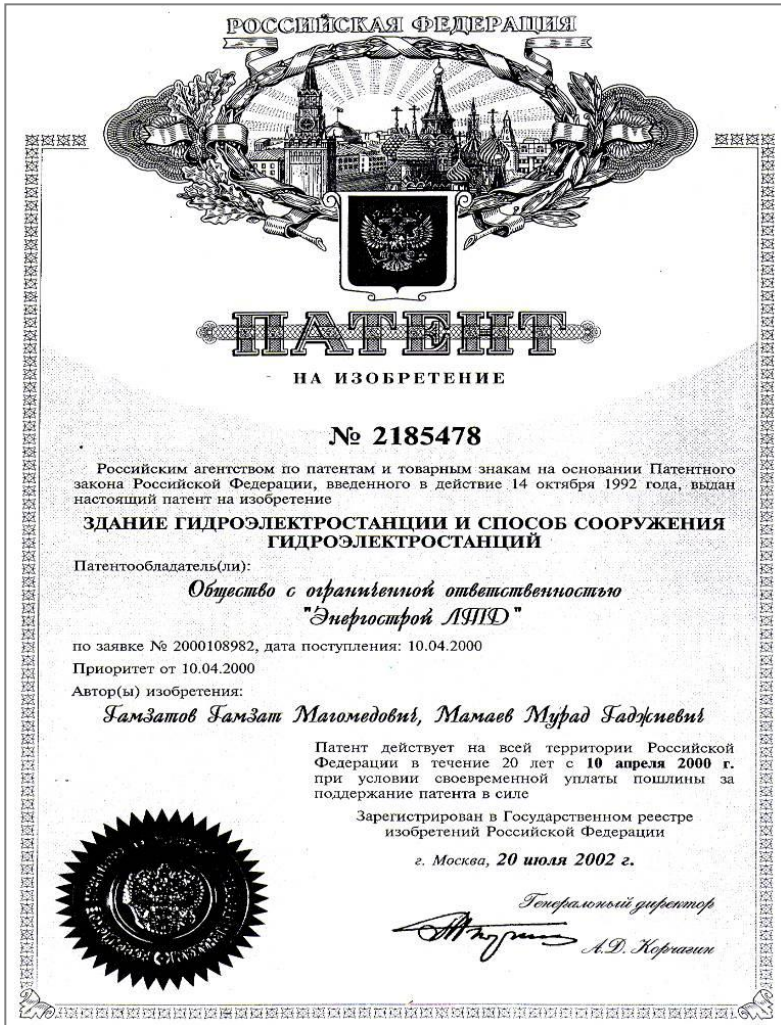 РОССИЙСКАЯ ФЕДЕРАЦИЯ
ПАТЕНТ
НА ИЗОБРЕТЕНИЕ
№ 2185478
Российским агентством по патентам и товарным знакам на основании Патентного
закона Российской Федерации, введенного в действие 14 октября 1992 года, выдан
настоящий патент на изобретение
ЗДАНИЕ ГИДРОЭЛЕКТРОСТАНЦИИ И СПОСОБ СООРУЖЕНИЯ
ГИДРОЭЛЕКТРОСТАНЦИЙ
Патентообладатель(ли):
Общество с ограниченной ответственностью
"Энергострой ЛТД"
по заявке № 2000108982, дата поступления: 10.04.2000
Приоритет от 10.04.2000
Автор(ы) изобретения:
Гамзатов Гамзат Магомедович, Мамаев Мурад Гаджиевич
Патент действует на всей территории Российской
Федерации в течение 20 лет с 10 апреля 2000 г.
при условии своевременной уплаты пошлины за
поддержание патента в силе
Зарегистрирован в Государственном реестре
изобретений Российской Федерации
г. Москва, 20 июля 2002 г.
Генеральный директор
А.Д. Корчагин